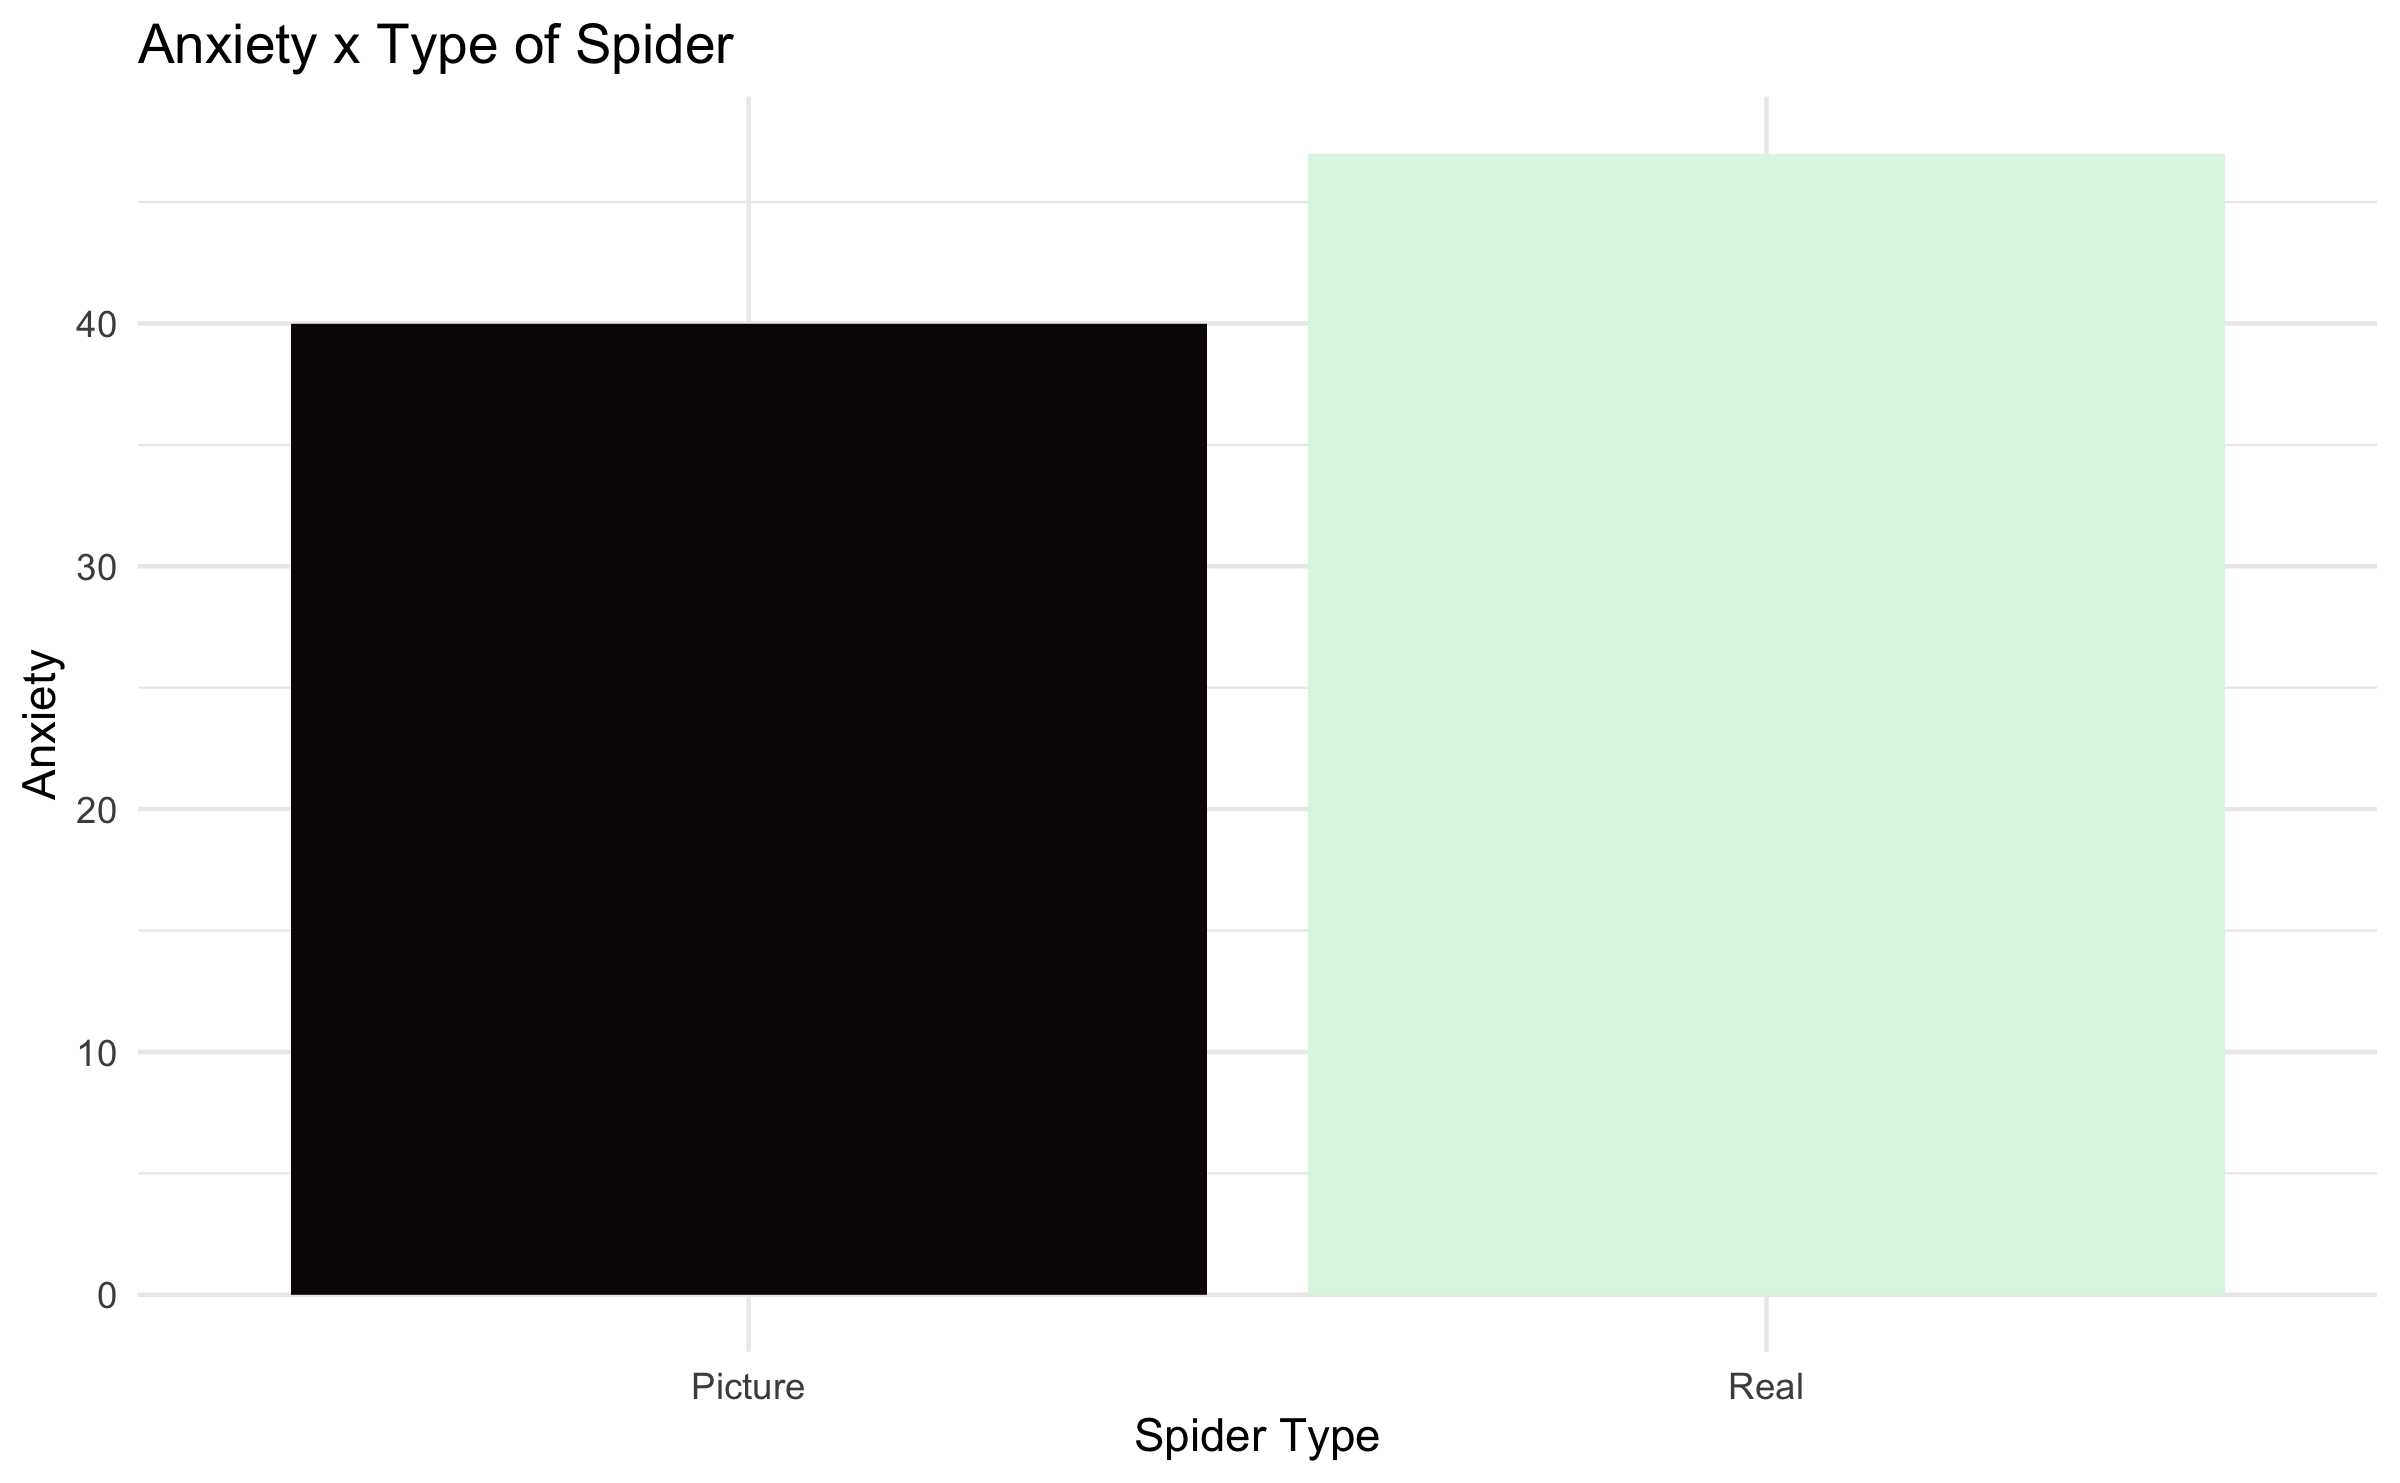 Anxiety x Type of Spider
Anxiety
40
30
20
10
0
Picture
Real
Spider Type